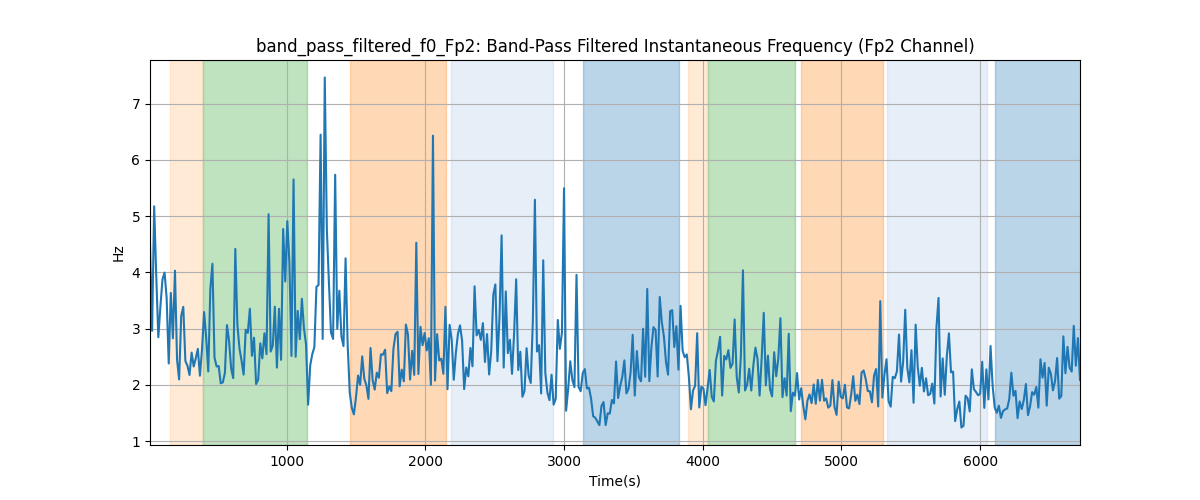 band_pass_filtered_f0_Fp2: Band-Pass Filtered Instantaneous Frequency (Fp2 Channel)
7
6
5
4
3
2
1
Hz
1000 2000 3000 4000 5000 6000
Time(s)